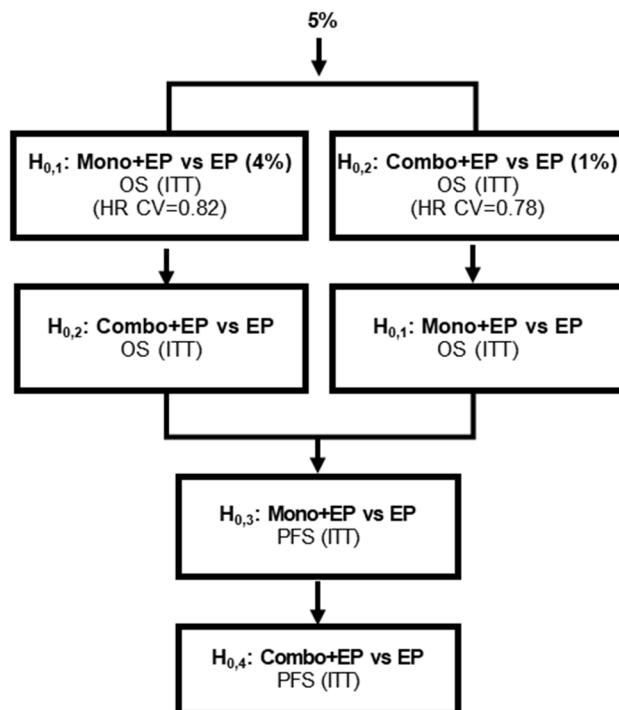 5%
H0,1: Mono+EP vs EP (4%)
OS (ITT)
(HR CV=0.82)
H0,2: Combo+EP vs EP (1%)
OS (ITT)
(HR CV=0.78)
H0,2: Combo+EP vs EP
OS (ITT)
H0,1: Mono+EP vs EP
OS (ITT)
H0,3: Mono+EP vs EP
PFS (ITT)
H0,4: Combo+EP vs EP
PFS (ITT)